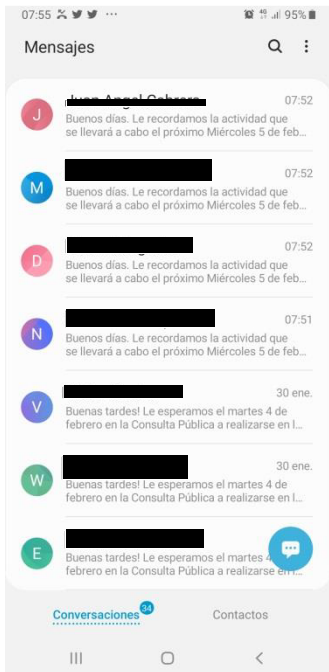 07:55 ··· 4G 95%
Mensajes
J 07:52
Buenos días. Le recordamos la actividad que
se llevará a cabo el próximo Miércoles 5 de feb...
07:52
M Buenos días. Le recordamos la actividad que
se llevará a cabo el próximo Miércoles 5 de feb...
07:52
D Buenos días. Le recordamos la actividad que
se llevará a cabo el próximo Miércoles 5 de feb...
07:51
N Buenos días. Le recordamos la actividad que
se llevará a cabo el próximo Miércoles 5 de feb...
30 ene.
V Buenas tardes! Le esperamos el martes 4 de
febrero en la Consulta Pública a realizarse en l...
30 ene.
W Buenas tardes! Le esperamos el martes 4 de
febrero en la Consulta Pública a realizarse en l...
E Buenas tardes! Le esperamos el martes 4
febrero en la Consulta Pública a realizarse en
Conversaciones 34 Contactos